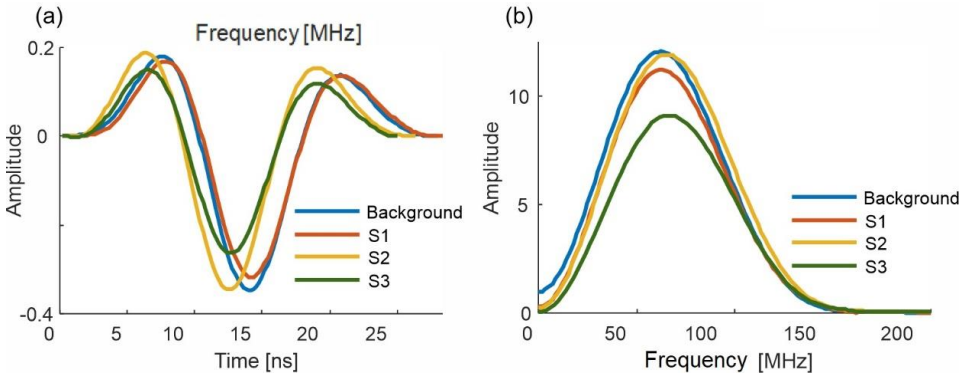 (a)
Frequency [MHz]
0.2
0
-0.4
Amplitude
0
5
10
15
20
25
Time [ns]
Background
S1
S2
S3
(b)
10
5
0
Amplitude
0
50
100
150
200
Frequency [MHz]
Background
S1
S2
S3